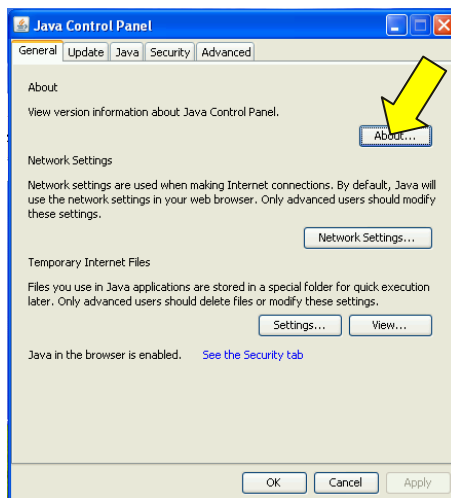 Java Control Panel
General Update Java Security Advanced
About
View version information about Java Control Panel.
About...
Network Settings
Network settings are used when making Internet connections. By default, Java will
use the network settings in your web browser. Only advanced users should modify
these settings.
Network Settings...
Temporary Internet Files
Files you use in Java applications are stored in a special folder for quick execution
later. Only advanced users should delete files or modify these settings.
Settings... View...
Java in the browser is enabled. See the Security tab
OK Cancel Apply